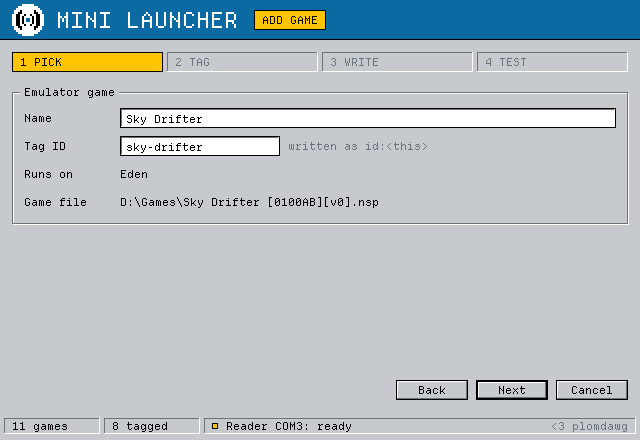 MINI LAUNCHER ADD GAME
1 PICK 2 TAG 3 WRITE 4 TEST
Emulator game
Name Sky Drifter
Tag ID sky-drifter written as id:<this>
Runs on Eden
Game file D:\Games\Sky Drifter [0100AB][v0].nsp
Back Next Cancel
11 games 8 tagged Reader COM3: ready <3 plomdawg